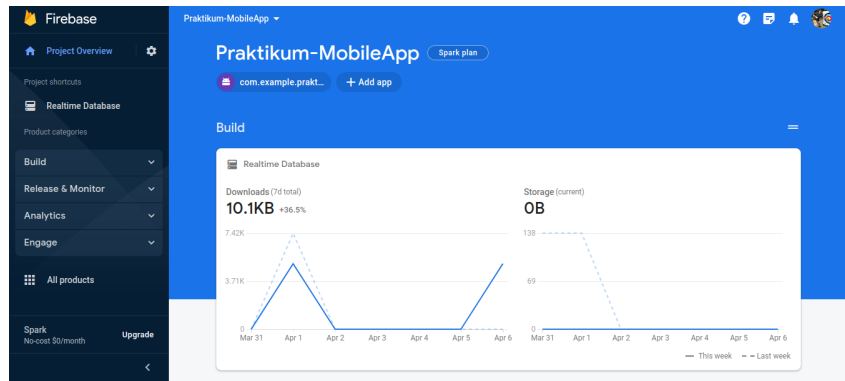 Firebase
Project Overview
Project shortcuts
Realtime Database
Product categories
Build
Release & Monitor
Analytics
Engage
All products
Spark
No-cost $0/month
Upgrade
Praktikum-MobileApp
Praktikum-MobileApp
Spark plan
com.example.prakt...
+ Add app
Build
Realtime Database
Downloads (7d total)
10.1KB +36.5%
7.42K
3.71K
0
Mar 31 Apr 1 Apr 2 Apr 3 Apr 4 Apr 5 Apr 6
Storage (current)
0B
138
69
0
Mar 31 Apr 1 Apr 2 Apr 3 Apr 4 Apr 5 Apr 6
This week Last week